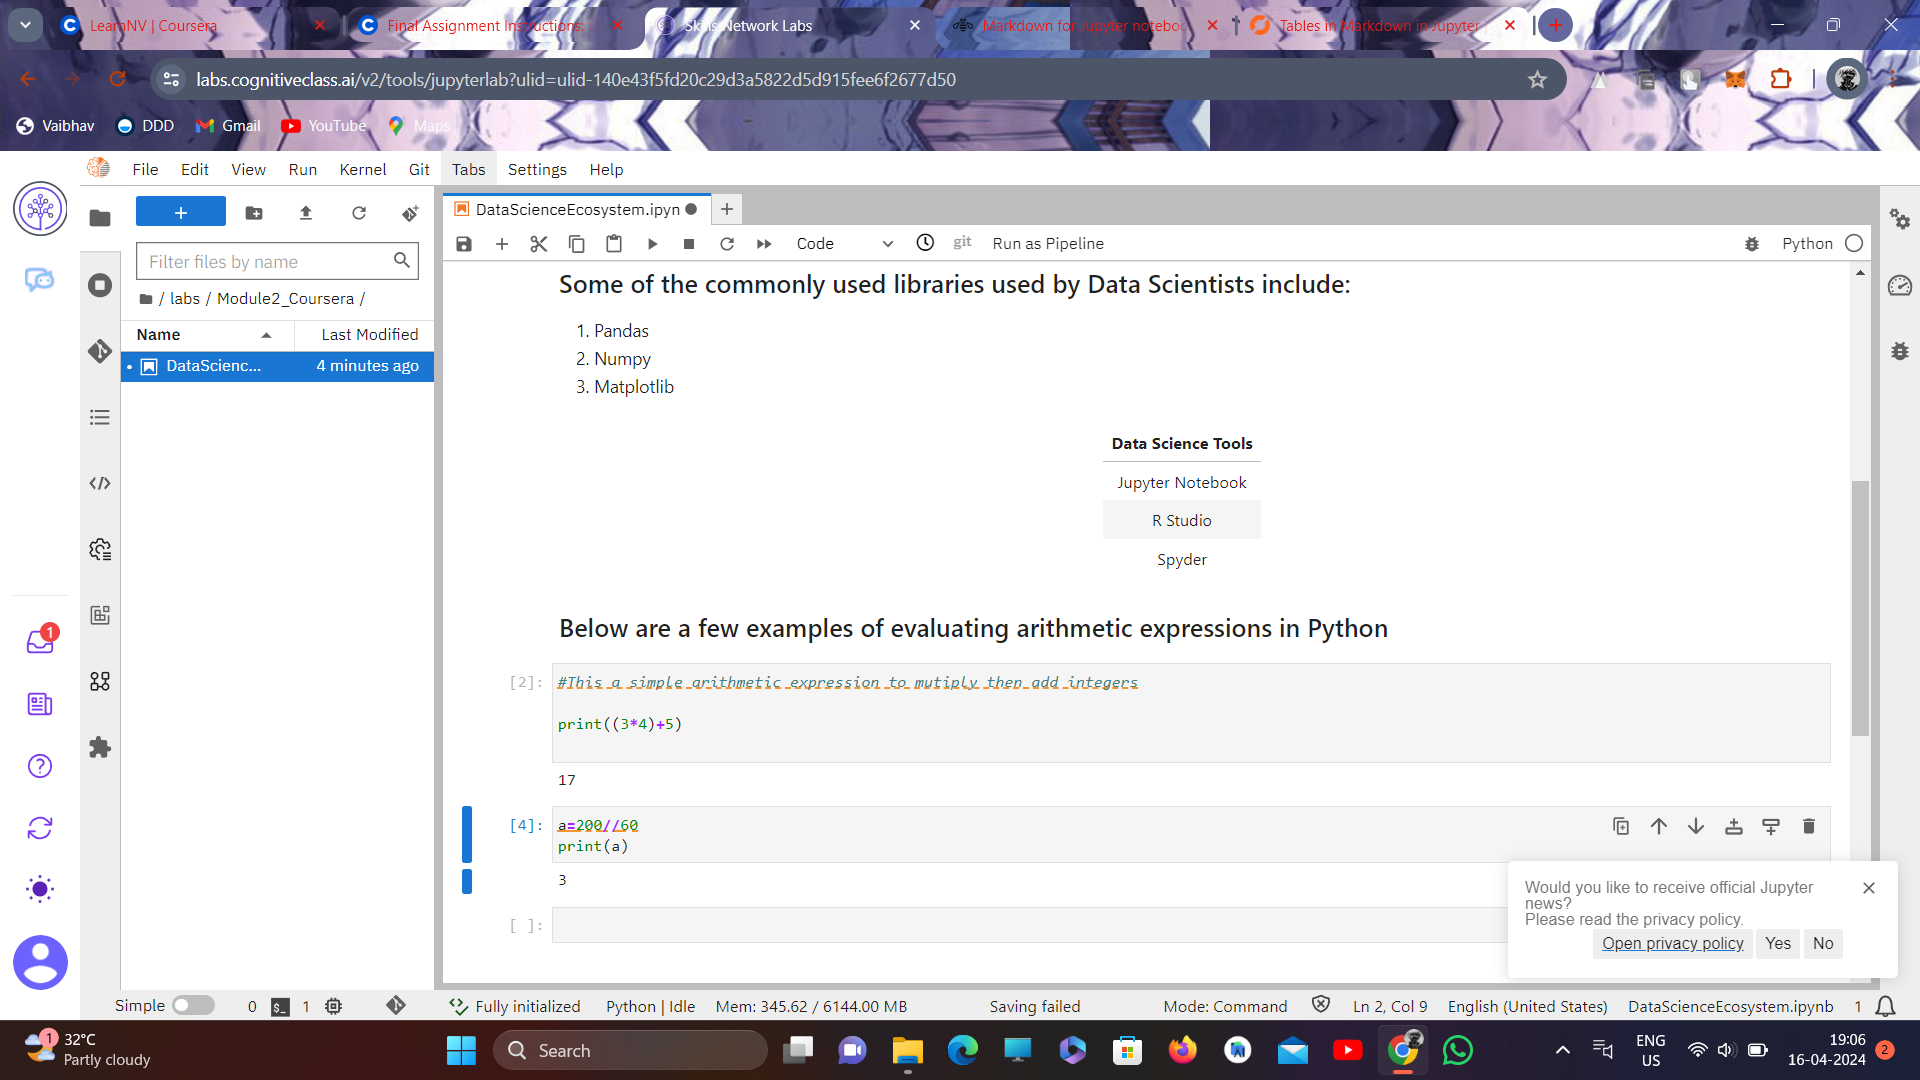 LearnNV | Coursera
Final Assignment Instructions:
Skills Network Labs
Markdown for Jupyter noteboo
Tables in Markdown in Jupyter
labs.cognitiveclass.ai/v2/tools/jupyterlab?ulid=ulid-140e43f5fd20c29d3a5822d5d915fee6f2677d50
Vaibhav
DDD
Gmail
YouTube
Maps
File Edit View Run Kernel Git Tabs Settings Help
DataScienceEcosystem.ipyn
Code
git
Run as Pipeline
Python
Filter files by name
/ labs / Module2_Coursera /
Name
Last Modified
DataScienc...
4 minutes ago
Some of the commonly used libraries used by Data Scientists include:
1. Pandas
2. Numpy
3. Matplotlib
Data Science Tools
Jupyter Notebook
R Studio
Spyder
Below are a few examples of evaluating arithmetic expressions in Python
[2]:
#This a simple arithmetic expression to mutiply then add integers
print((3*4)+5)
17
[4]:
a=200//60
print(a)
3
[ ]:
Would you like to receive official Jupyter
news?
Please read the privacy policy.
Open privacy policy
Yes
No
1
Simple
0
$_
1
Fully initialized
Python | Idle
Mem: 345.62 / 6144.00 MB
Saving failed
Mode: Command
Ln 2, Col 9
English (United States)
DataScienceEcosystem.ipynb
1
1
32°C
Partly cloudy
Search
ENG
US
19:06
16-04-2024
2